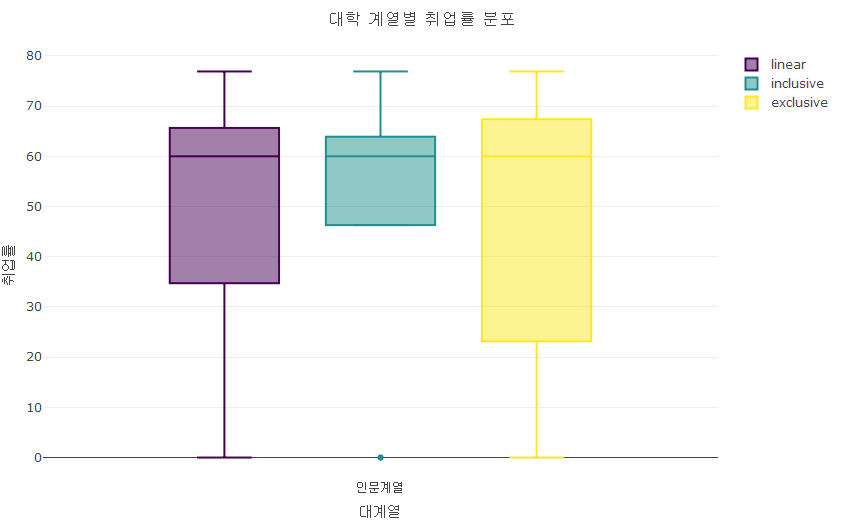 대학 계열별 취업률 분포
80
70
60
50
40
30
20
10
0
취업률
인문계열
대계열
linear
inclusive
exclusive